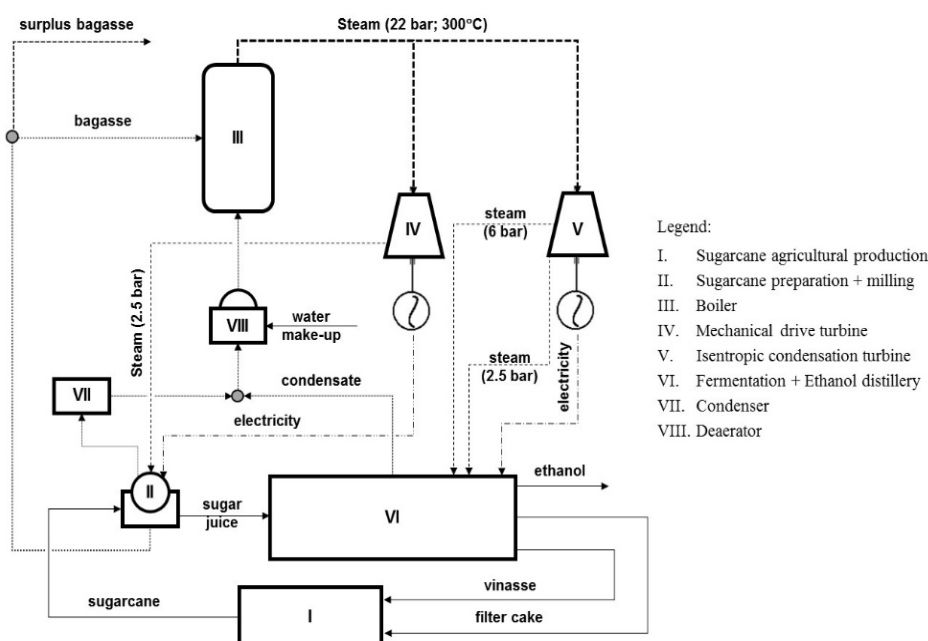 surplus bagasse
Steam (22 bar; 300°C)
bagasse
III
IV
steam
(6 bar)
V
Steam (2.5 bar)
VIII
water
make-up
steam
(2.5 bar)
electricity
VII
condensate
electricity
II
sugar
juice
VI
ethanol
vinasse
sugarcane
I
filter cake
Legend:
I. Sugarcane agricultural production
II. Sugarcane preparation + milling
III. Boiler
IV. Mechanical drive turbine
V. Isentropic condensation turbine
VI. Fermentation + Ethanol distillery
VII. Condenser
VIII. Deaerator